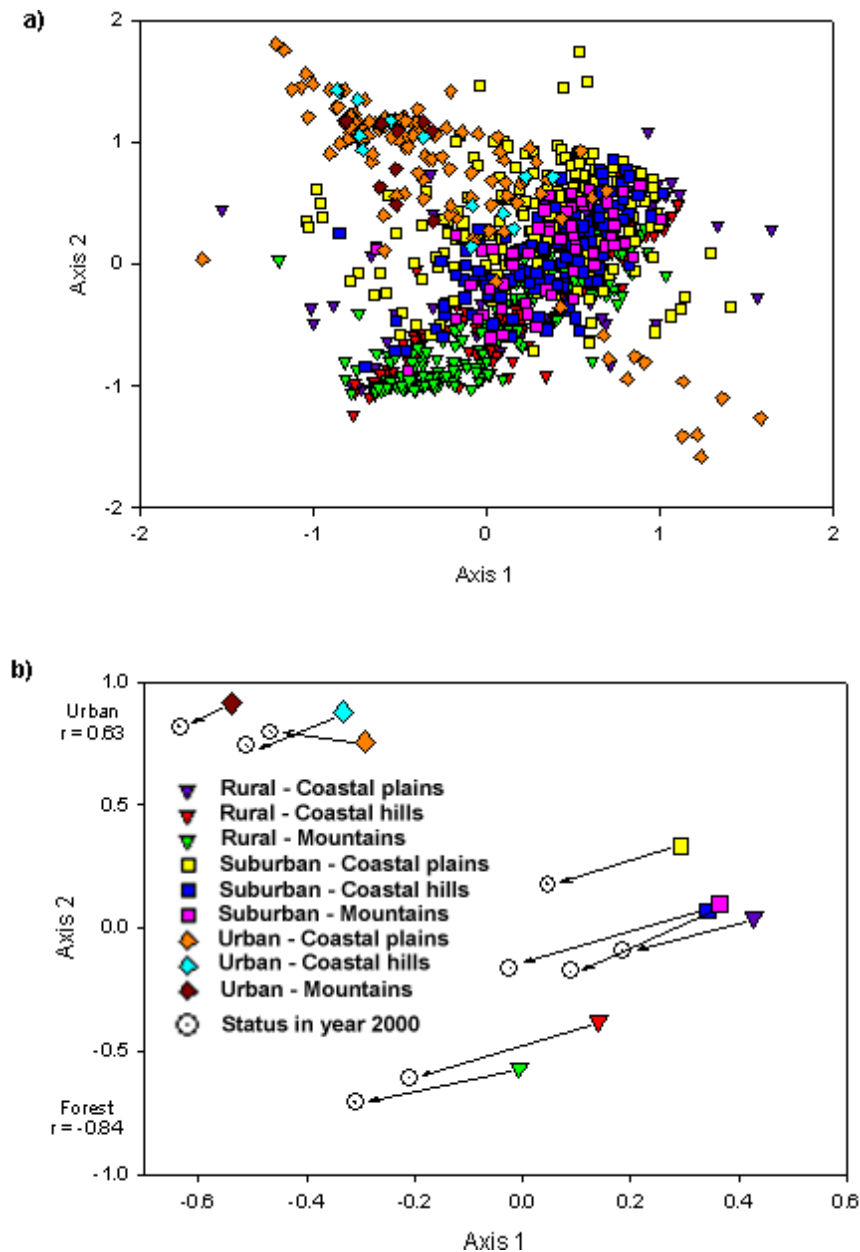 a)
2
1
0
-1
-2
Axis 2
-2
-1
0
1
2
Axis 1
b)
1.0
Urban
r = 0.63
0.5
0.0
-0.5
Forest
r = -0.84
-1.0
Axis 2
Rural - Coastal plains
Rural - Coastal hills
Rural - Mountains
Suburban - Coastal plains
Suburban - Coastal hills
Suburban - Mountains
Urban - Coastal plains
Urban - Coastal hills
Urban - Mountains
Status in year 2000
-0.6
-0.4
-0.2
0.0
0.2
0.4
0.6
Axis 1